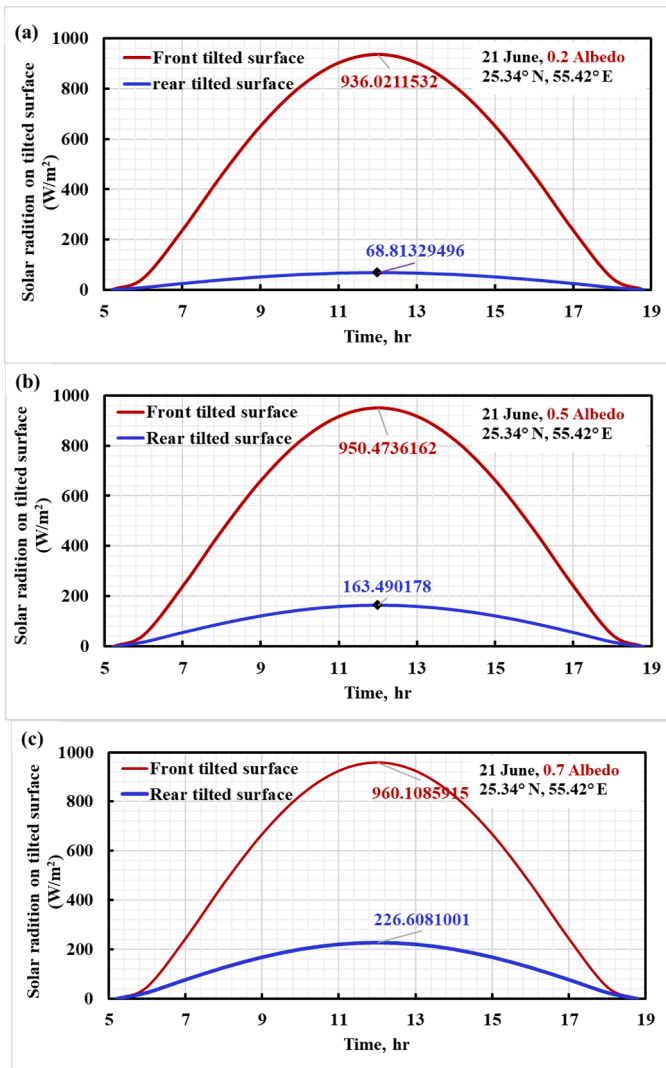 (a)
1000
800
600
400
200
0
Solar radition on tilted surface
(W/m²)
Front tilted surface
rear tilted surface
21 June, 0.2 Albedo
25.34° N, 55.42° E
936.0211532
68.81329496
5 7 9 11 13 15 17 19
Time, hr
(b)
1000
800
600
400
200
0
Solar radition on tilted surface
(W/m²)
Front tilted surface
Rear tilted surface
21 June, 0.5 Albedo
25.34° N, 55.42° E
950.4736162
163.490178
5 7 9 11 13 15 17 19
Time, hr
(c)
1000
800
600
400
200
0
Solar radition on tilted surface
(W/m²)
Front tilted surface
Rear tilted surface
21 June, 0.7 Albedo
25.34° N, 55.42° E
960.1085915
226.6081001
5 7 9 11 13 15 17 19
Time, hr